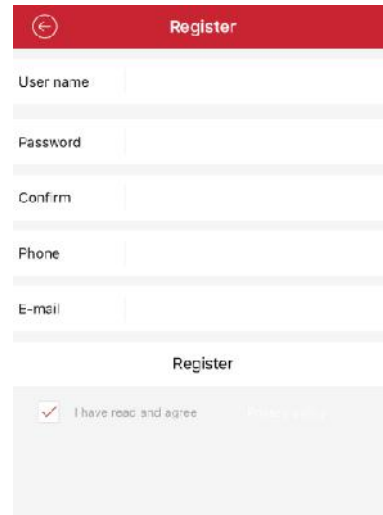 Register
User name
Password
Confirm
Phone
E-mail
Register
I have read and agree